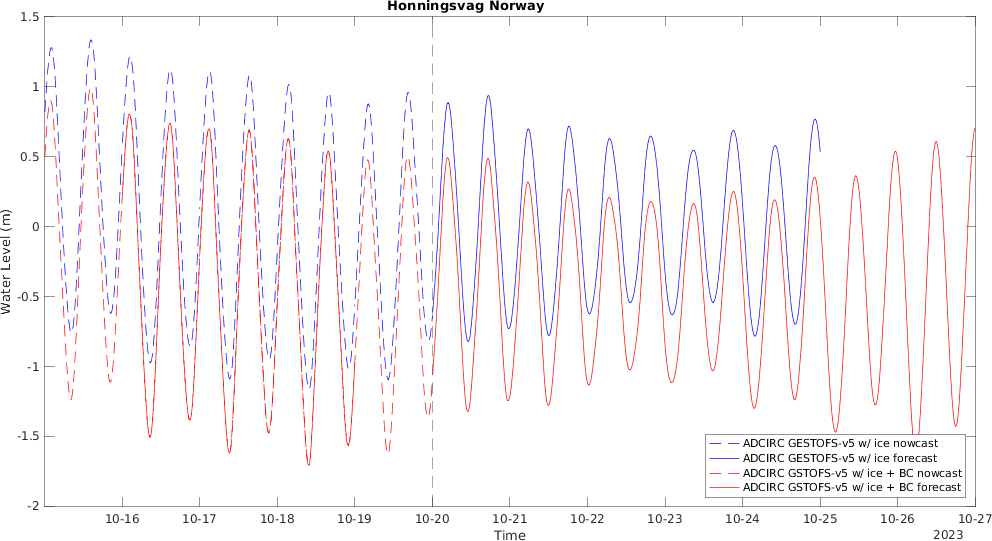 Honningsvag Norway
1.5
1
0.5
0
-0.5
-1
-1.5
-2
Water Level (m)
ADCIRC GESTOFS-v5 w/ ice nowcast
ADCIRC GESTOFS-v5 w/ ice forecast
ADCIRC GSTOFS-v5 w/ ice + BC nowcast
ADCIRC GSTOFS-v5 w/ ice + BC forecast
10-16 10-17 10-18 10-19 10-20 10-21 10-22 10-23 10-24 10-25 10-26 10-27
Time
2023